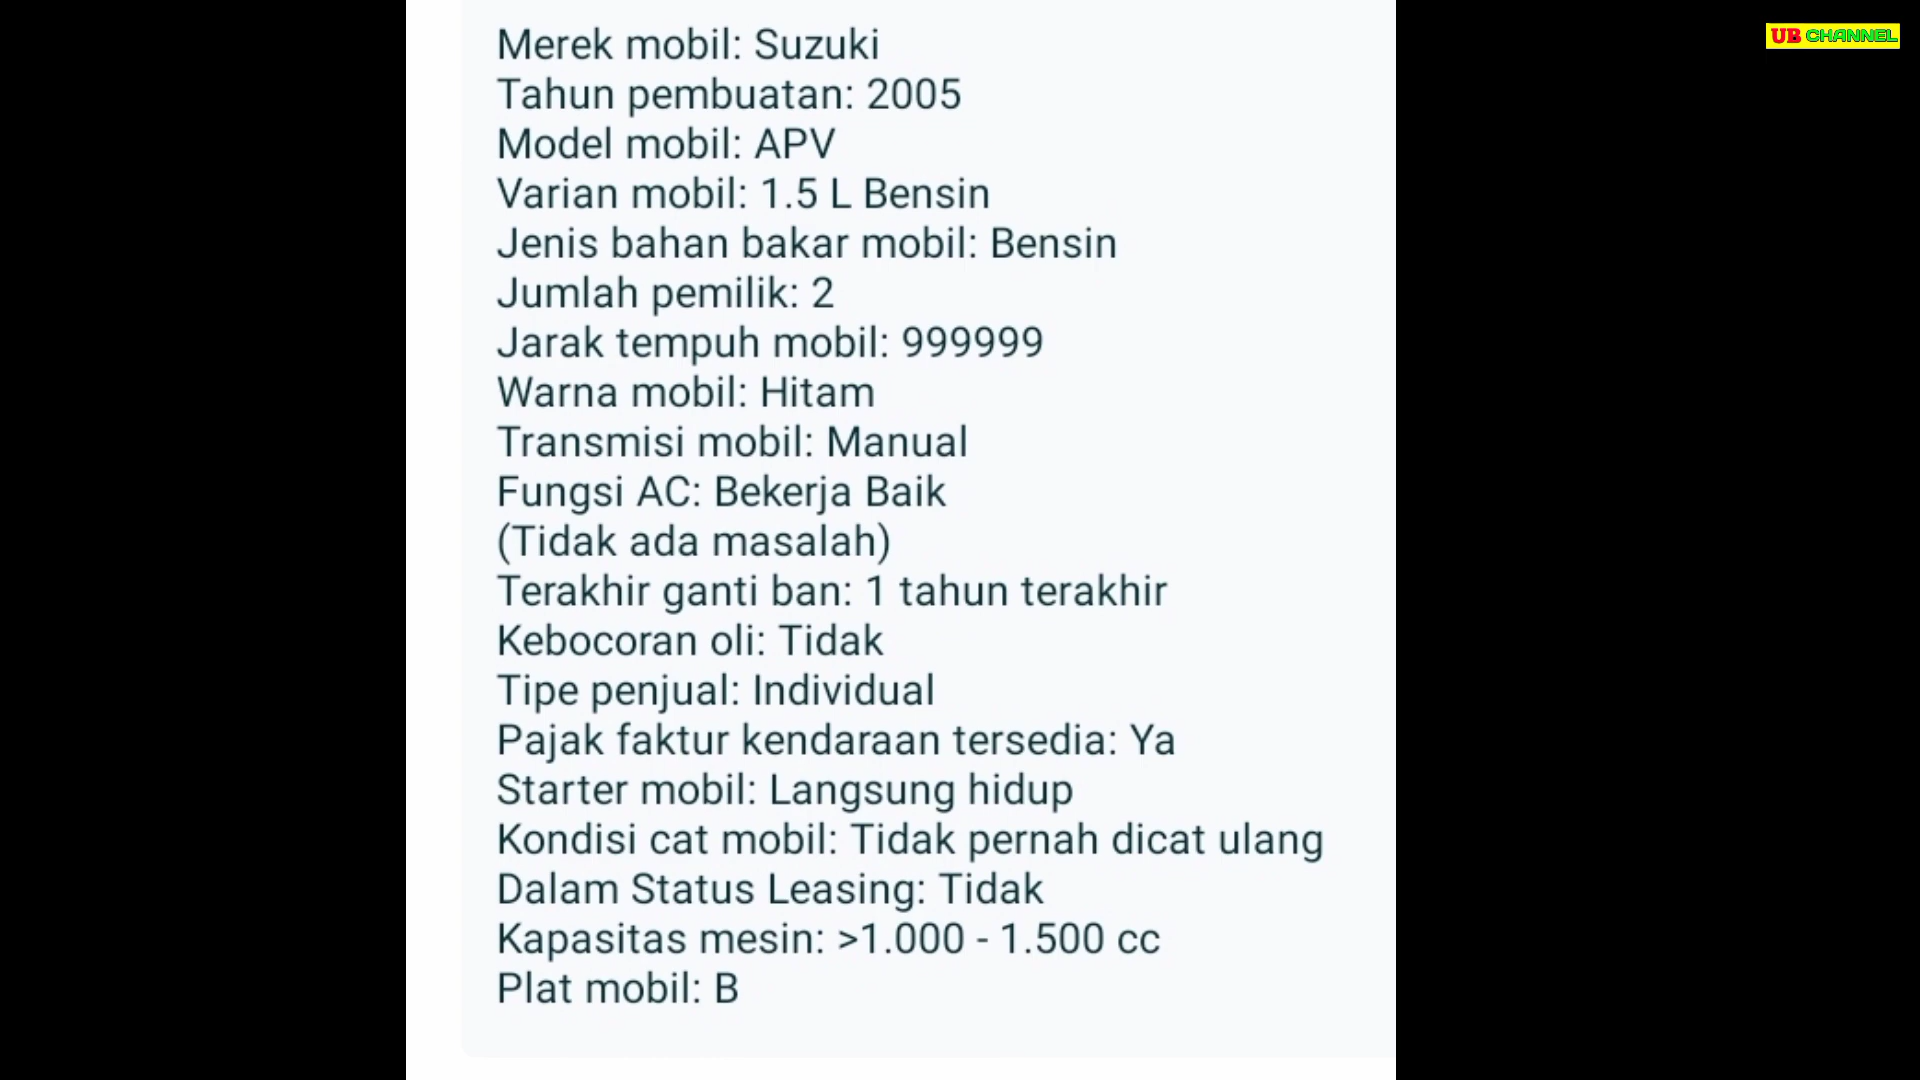 Merek mobil: Suzuki
Tahun pembuatan: 2005
Model mobil: APV
Varian mobil: 1.5 L Bensin
Jenis bahan bakar mobil: Bensin
Jumlah pemilik: 2
Jarak tempuh mobil: 999999
Warna mobil: Hitam
Transmisi mobil: Manual
Fungsi AC: Bekerja Baik
(Tidak ada masalah)
Terakhir ganti ban: 1 tahun terakhir
Kebocoran oli: Tidak
Tipe penjual: Individual
Pajak faktur kendaraan tersedia: Ya
Starter mobil: Langsung hidup
Kondisi cat mobil: Tidak pernah dicat ulang
Dalam Status Leasing: Tidak
Kapasitas mesin: >1.000 - 1.500 cc
Plat mobil: B
UB CHANNEL